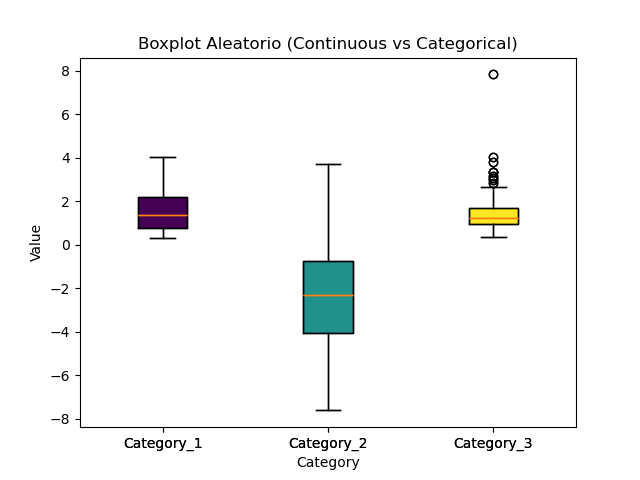 Boxplot Aleatorio (Continuous vs Categorical)
8
6
4
2
0
−2
−4
−6
−8
Value
Category_1 Category_2 Category_3
Category